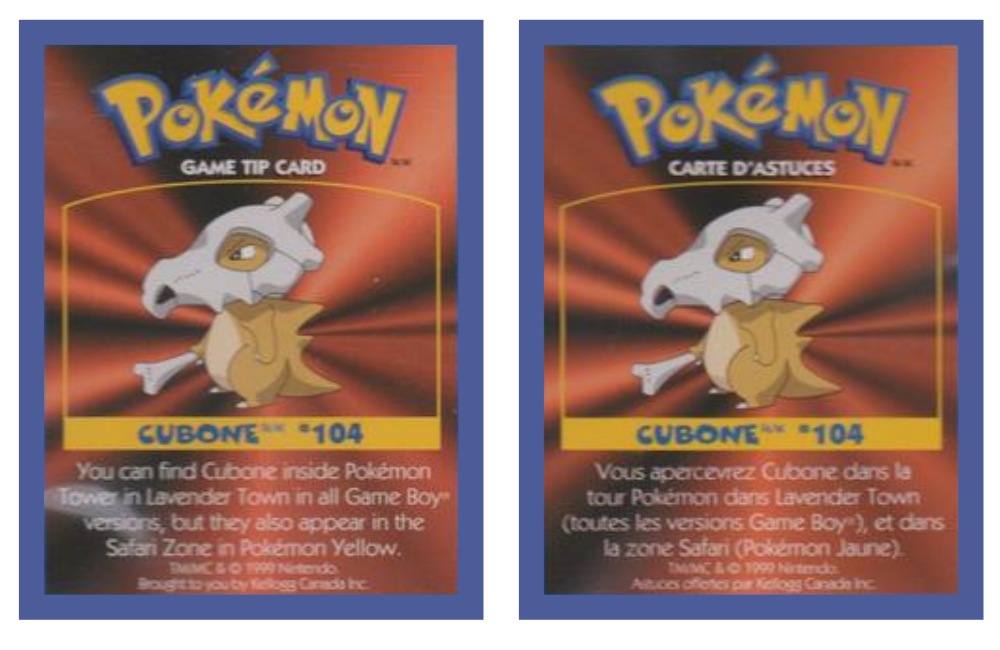 POKéMON
GAME TIP CARD
CUBONE™/MC #104
You can find Cubone inside Pokémon
Tower in Lavender Town in all Game Boy®
versions, but they also appear in the
Safari Zone in Pokémon Yellow.
TM/MC & © 1999 Nintendo.
Brought to you by Kellogg Canada Inc.
POKéMON
CARTE D'ASTUCES
CUBONE™/MC #104
Vous apercevrez Cubone dans la
tour Pokémon dans Lavender Town
(toutes les versions Game Boy®), et dans
la zone Safari (Pokémon Jaune).
TM/MC & © 1999 Nintendo.
Astuces offertes par Kellogg Canada Inc.